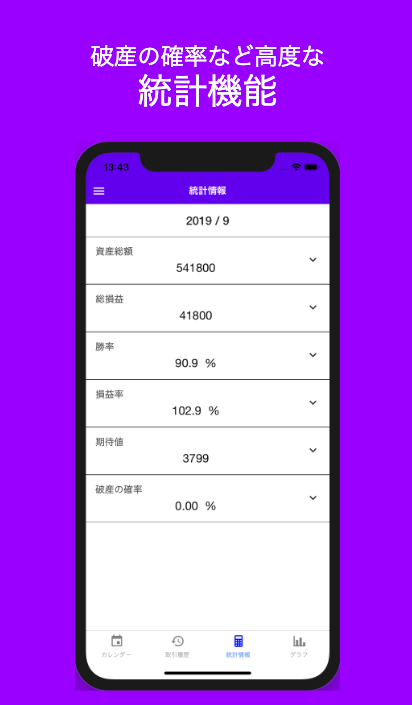 破産の確率など高度な
統計機能
13:43
統計情報
2019 / 9
資産総額
541800
総損益
41800
勝率
90.9 %
損益率
102.9 %
期待値
3799
破産の確率
0.00 %
カレンダー 取引履歴 統計情報 グラフ